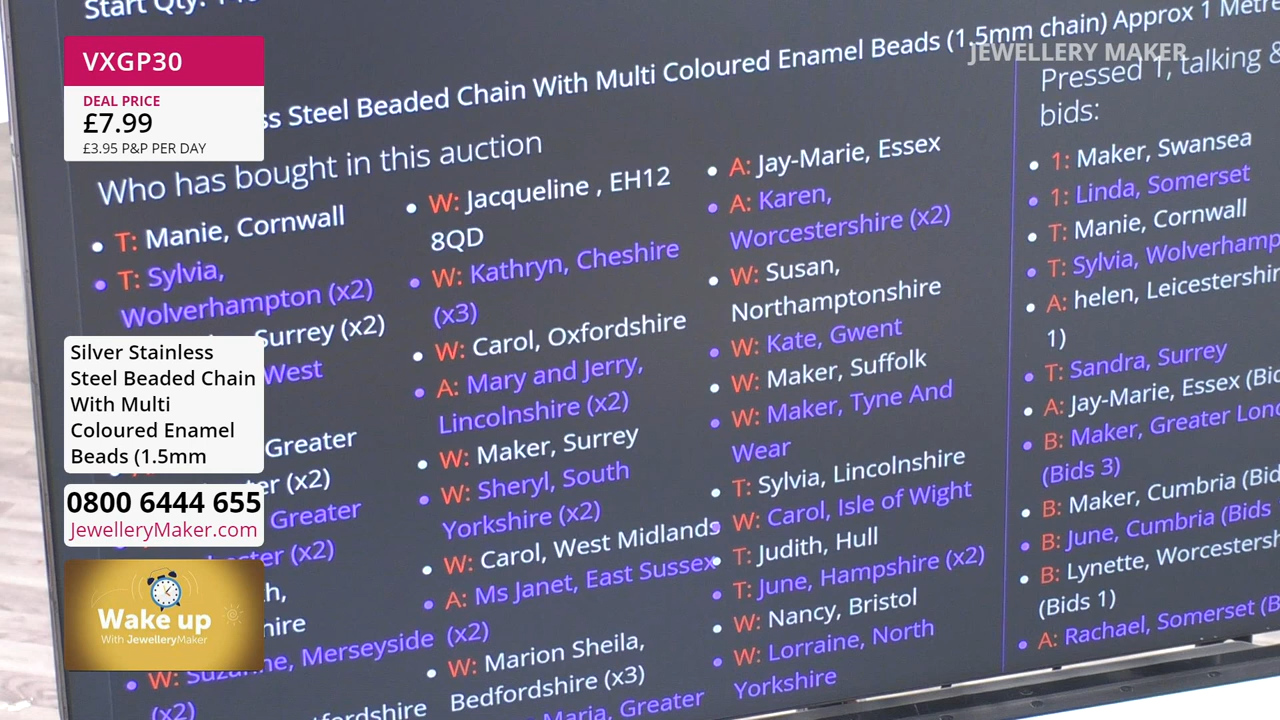 Start Qty:
JEWELLERY MAKER
VXGP30
DEAL PRICE
£7.99
£3.95 P&P PER DAY
Steel Beaded Chain With Multi Coloured Enamel Beads (1.5mm chain) Approx 1 Metre
Who has bought in this auction
T: Manie, Cornwall
T: Sylvia,
Wolverhampton (x2)
Surrey (x2)
West
Greater
(x2)
Greater
(x2)
W: Suzanne, Merseyside
(x2)
W: Jacqueline , EH12
8QD
W: Kathryn, Cheshire
(x3)
W: Carol, Oxfordshire
A: Mary and Jerry,
Lincolnshire (x2)
W: Maker, Surrey
W: Sheryl, South
Yorkshire (x2)
W: Carol, West Midlands
A: Ms Janet, East Sussex
(x2)
W: Marion Sheila,
Bedfordshire (x3)
Maria, Greater
A: Jay-Marie, Essex
A: Karen,
Worcestershire (x2)
W: Susan,
Northamptonshire
W: Kate, Gwent
W: Maker, Suffolk
W: Maker, Tyne And
Wear
T: Sylvia, Lincolnshire
W: Carol, Isle of Wight
T: Judith, Hull
T: June, Hampshire (x2)
W: Nancy, Bristol
W: Lorraine, North
Yorkshire
Pressed 1, talking &
bids:
1: Maker, Swansea
1: Linda, Somerset
T: Manie, Cornwall
T: Sylvia, Wolverhamp
A: helen, Leicestershir
1)
T: Sandra, Surrey
A: Jay-Marie, Essex (Bid
B: Maker, Greater Lond
(Bids 3)
B: Maker, Cumbria (Bid
B: June, Cumbria (Bids
B: Lynette, Worcestersh
(Bids 1)
A: Rachael, Somerset (B
Silver Stainless
Steel Beaded Chain
With Multi
Coloured Enamel
Beads (1.5mm
0800 6444 655
JewelleryMaker.com
Wake up
With JewelleryMaker